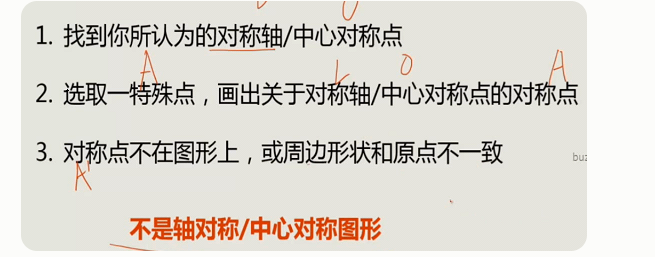 1. 找到你所认为的对称轴/中心对称点
A L O A
2. 选取一特殊点，画出关于对称轴/中心对称点的对称点
3. 对称点不在图形上，或周边形状和原点不一致
buz
A'
不是轴对称/中心对称图形